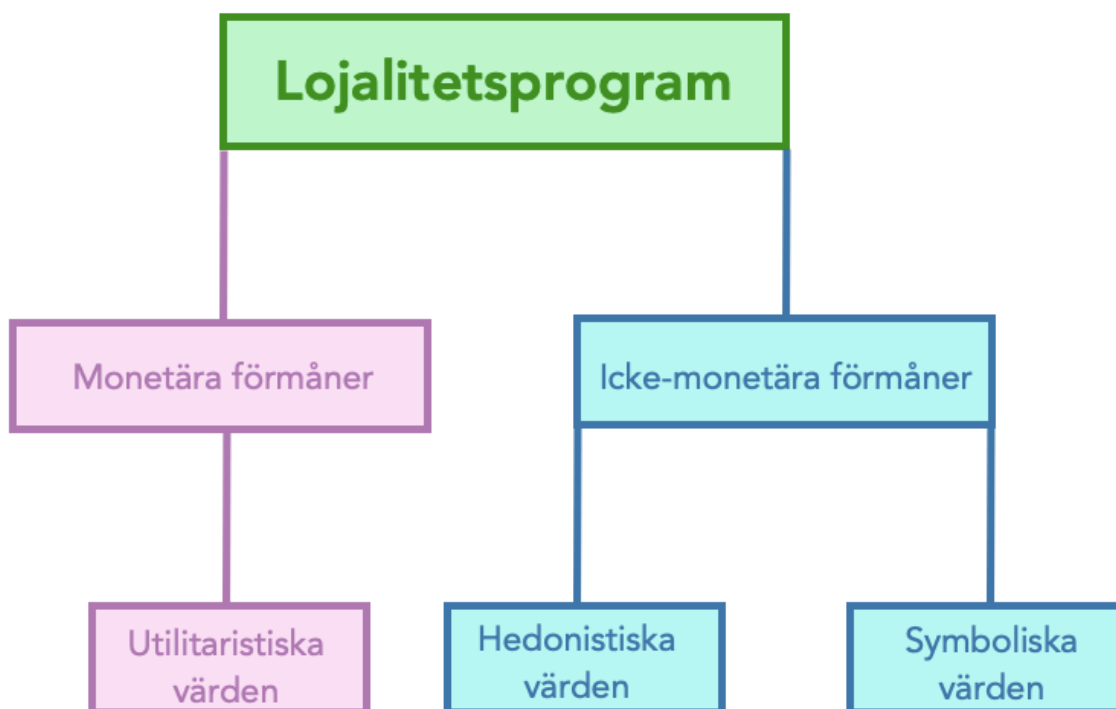 Lojalitetsprogram
Monetära förmåner
Icke-monetära förmåner
Utilitaristiska
värden
Hedonistiska
värden
Symboliska
värden